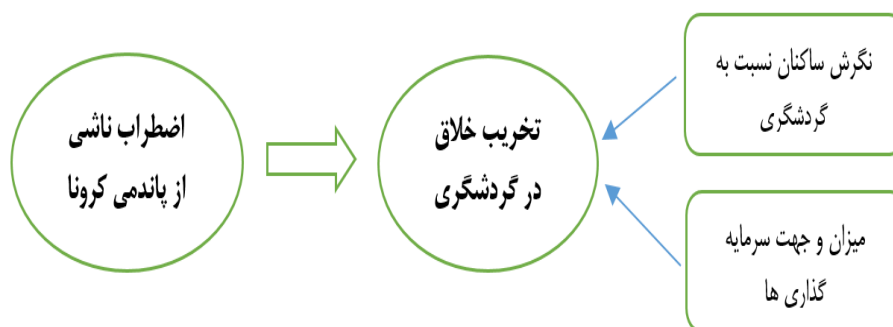 نگرش ساکنان نسبت به
گردشگری
اضطراب ناشی
از پاندمی کرونا
تخریب خلاق
در گردشگری
میزان و جهت سرمایه
گذاری ها